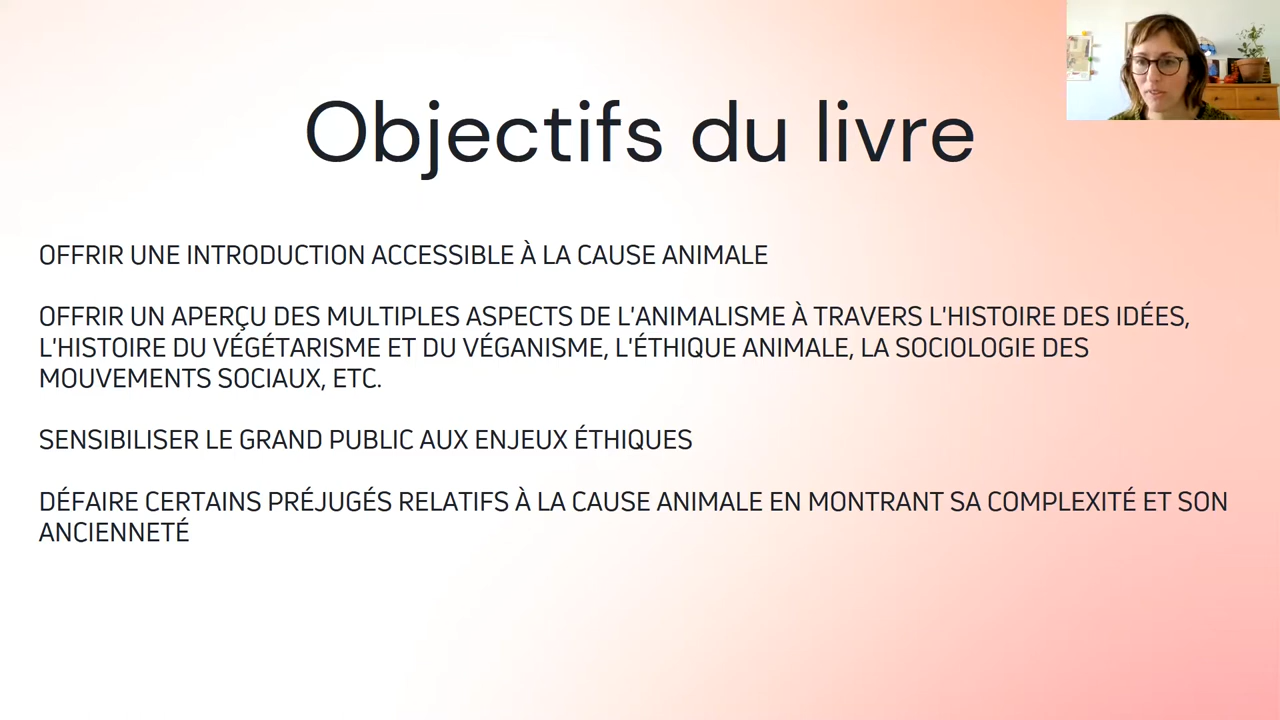 Objectifs du livre
OFFRIR UNE INTRODUCTION ACCESSIBLE À LA CAUSE ANIMALE
OFFRIR UN APERÇU DES MULTIPLES ASPECTS DE L'ANIMALISME À TRAVERS L'HISTOIRE DES IDÉES,
L'HISTOIRE DU VÉGÉTARISME ET DU VÉGANISME, L'ÉTHIQUE ANIMALE, LA SOCIOLOGIE DES
MOUVEMENTS SOCIAUX, ETC.
SENSIBILISER LE GRAND PUBLIC AUX ENJEUX ÉTHIQUES
DÉFAIRE CERTAINS PRÉJUGÉS RELATIFS À LA CAUSE ANIMALE EN MONTRANT SA COMPLEXITÉ ET SON
ANCIENNETÉ